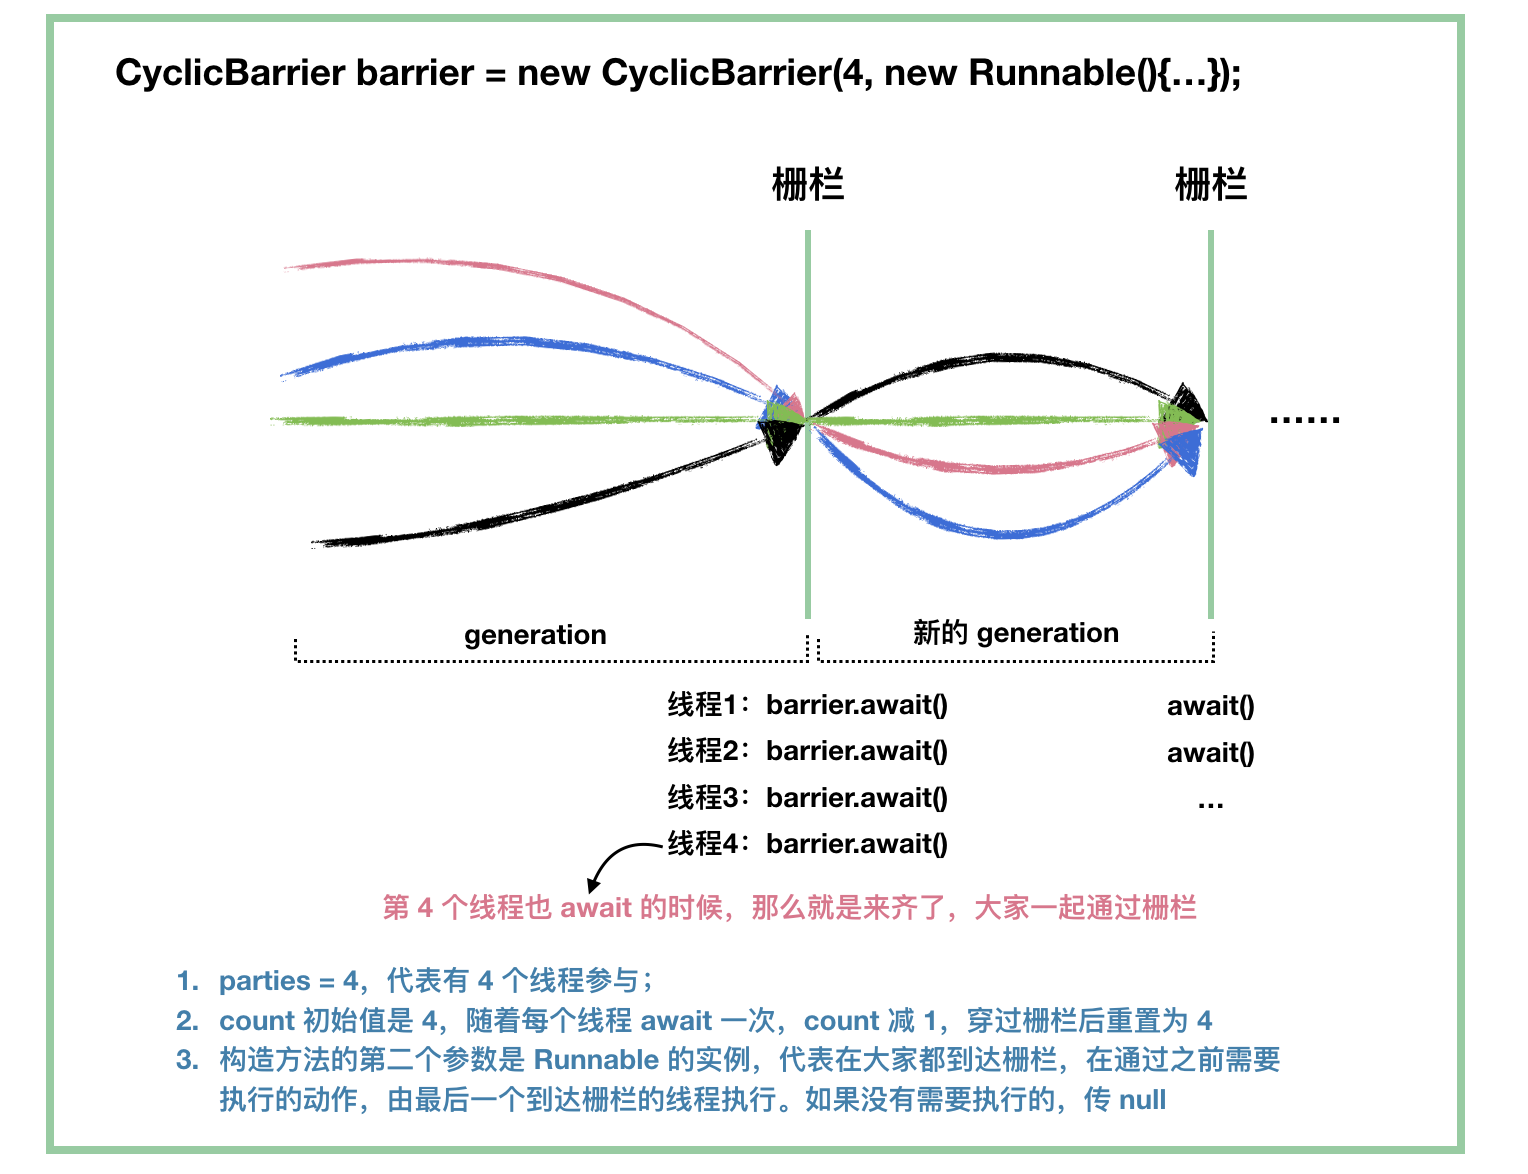 CyclicBarrier barrier = new CyclicBarrier(4, new Runnable(){…});
栅栏 栅栏
……
generation 新的 generation
线程1：barrier.await() await()
线程2：barrier.await() await()
线程3：barrier.await() …
线程4：barrier.await()
第 4 个线程也 await 的时候，那么就是来齐了，大家一起通过栅栏
1. parties = 4，代表有 4 个线程参与；
2. count 初始值是 4，随着每个线程 await 一次，count 减 1，穿过栅栏后重置为 4
3. 构造方法的第二个参数是 Runnable 的实例，代表在大家都到达栅栏，在通过之前需要
执行的动作，由最后一个到达栅栏的线程执行。如果没有需要执行的，传 null